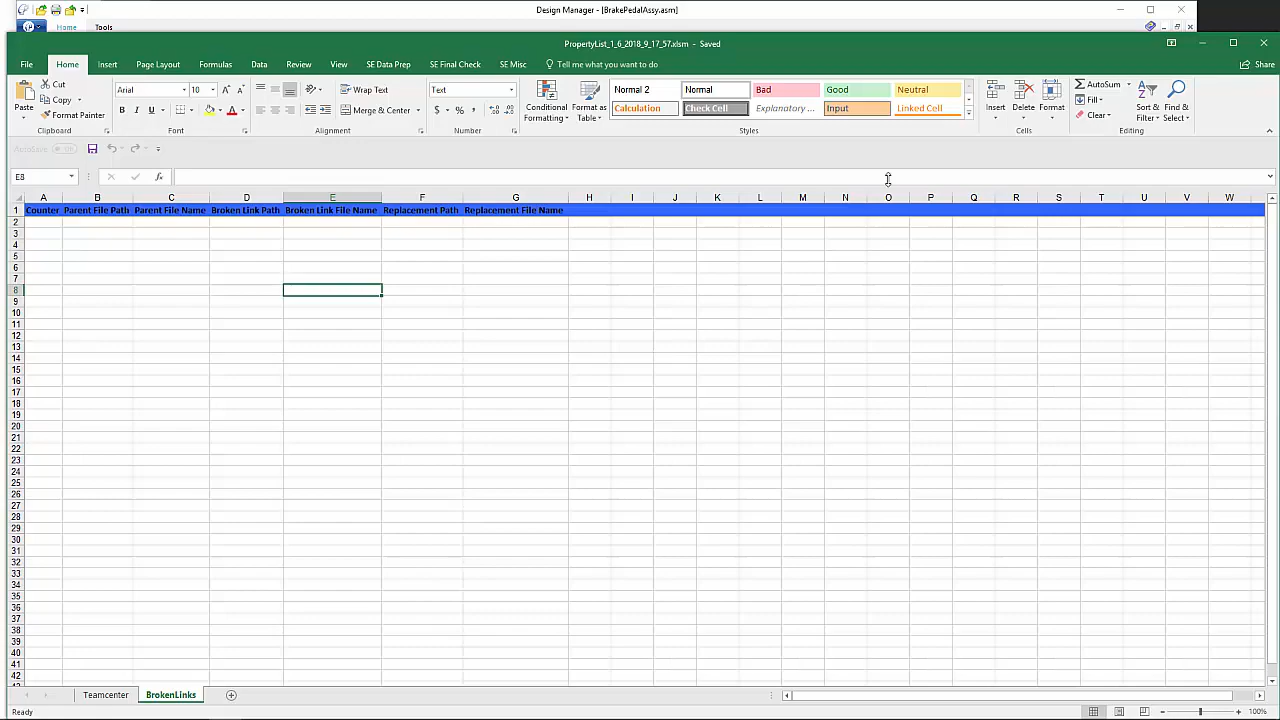 Design Manager - [BrakePedalAssy.asm]
Home Tools
PropertyList_1_6_2018_9_17_57.xlsm - Saved
File Home Insert Page Layout Formulas Data Review View SE Data Prep SE Final Check SE Misc Tell me what you want to do Share
Cut
Copy
Format Painter
Paste
Clipboard
Arial 10
B I U
Font
Wrap Text
Merge & Center
Alignment
Text
$ % ,
Number
Conditional Formatting
Format as Table
Normal 2 Normal Bad Good Neutral
Calculation Check Cell Explanatory ... Input Linked Cell
Styles
Insert Delete Format
Cells
AutoSum
Fill
Clear
Sort & Filter
Find & Select
Editing
AutoSave Off
E8 fx
A B C D E F G H I J K L M N O P Q R S T U V W
1 Counter Parent File Path Parent File Name Broken Link Path Broken Link File Name Replacement Path Replacement File Name
2
3
4
5
6
7
8
9
10
11
12
13
14
15
16
17
18
19
20
21
22
23
24
25
26
27
28
29
30
31
32
33
34
35
36
37
38
39
40
41
42
Teamcenter BrokenLinks
Ready 100%